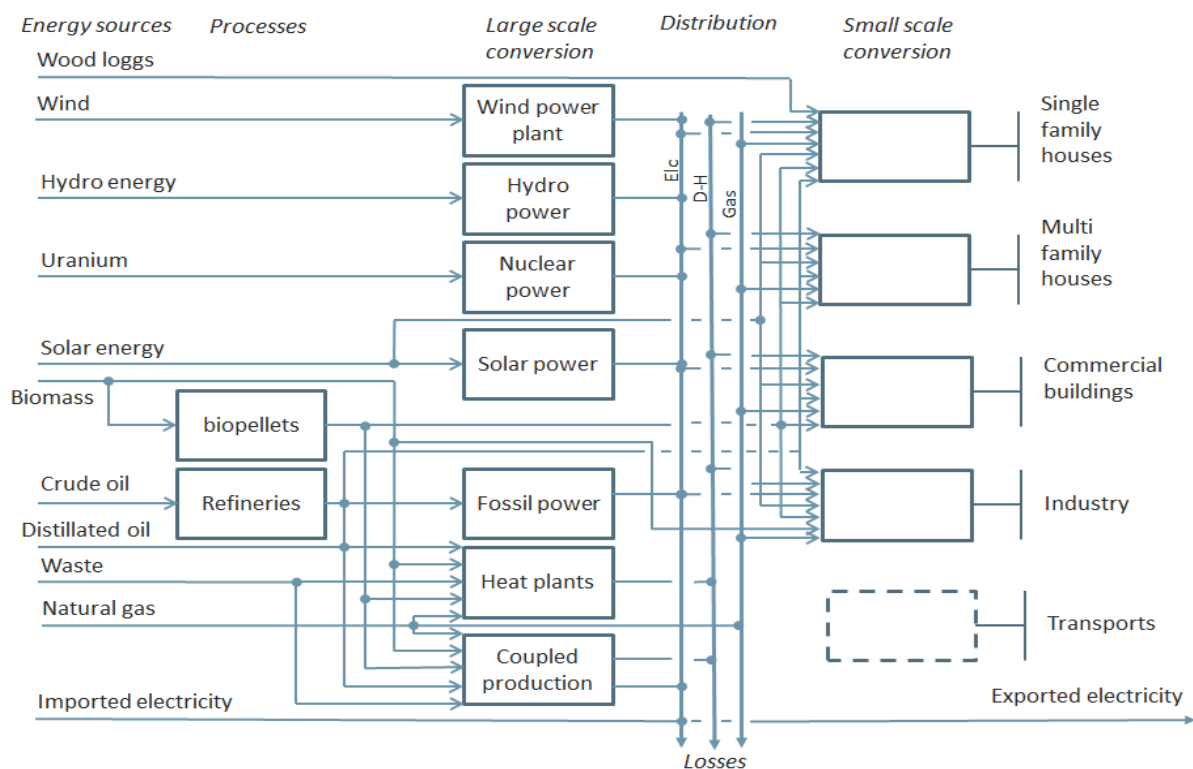 Energy sources
Processes
Large scale
conversion
Distribution
Small scale
conversion
Wood loggs
Wind
Wind power
plant
Single
family
houses
Elc
D-H
Gas
Hydro energy
Hydro
power
Multi
family
houses
Uranium
Nuclear
power
Solar energy
Solar power
Commercial
buildings
Biomass
biopellets
Crude oil
Refineries
Fossil power
Industry
Distillated oil
Waste
Heat plants
Natural gas
Transports
Coupled
production
Imported electricity
Exported electricity
Losses